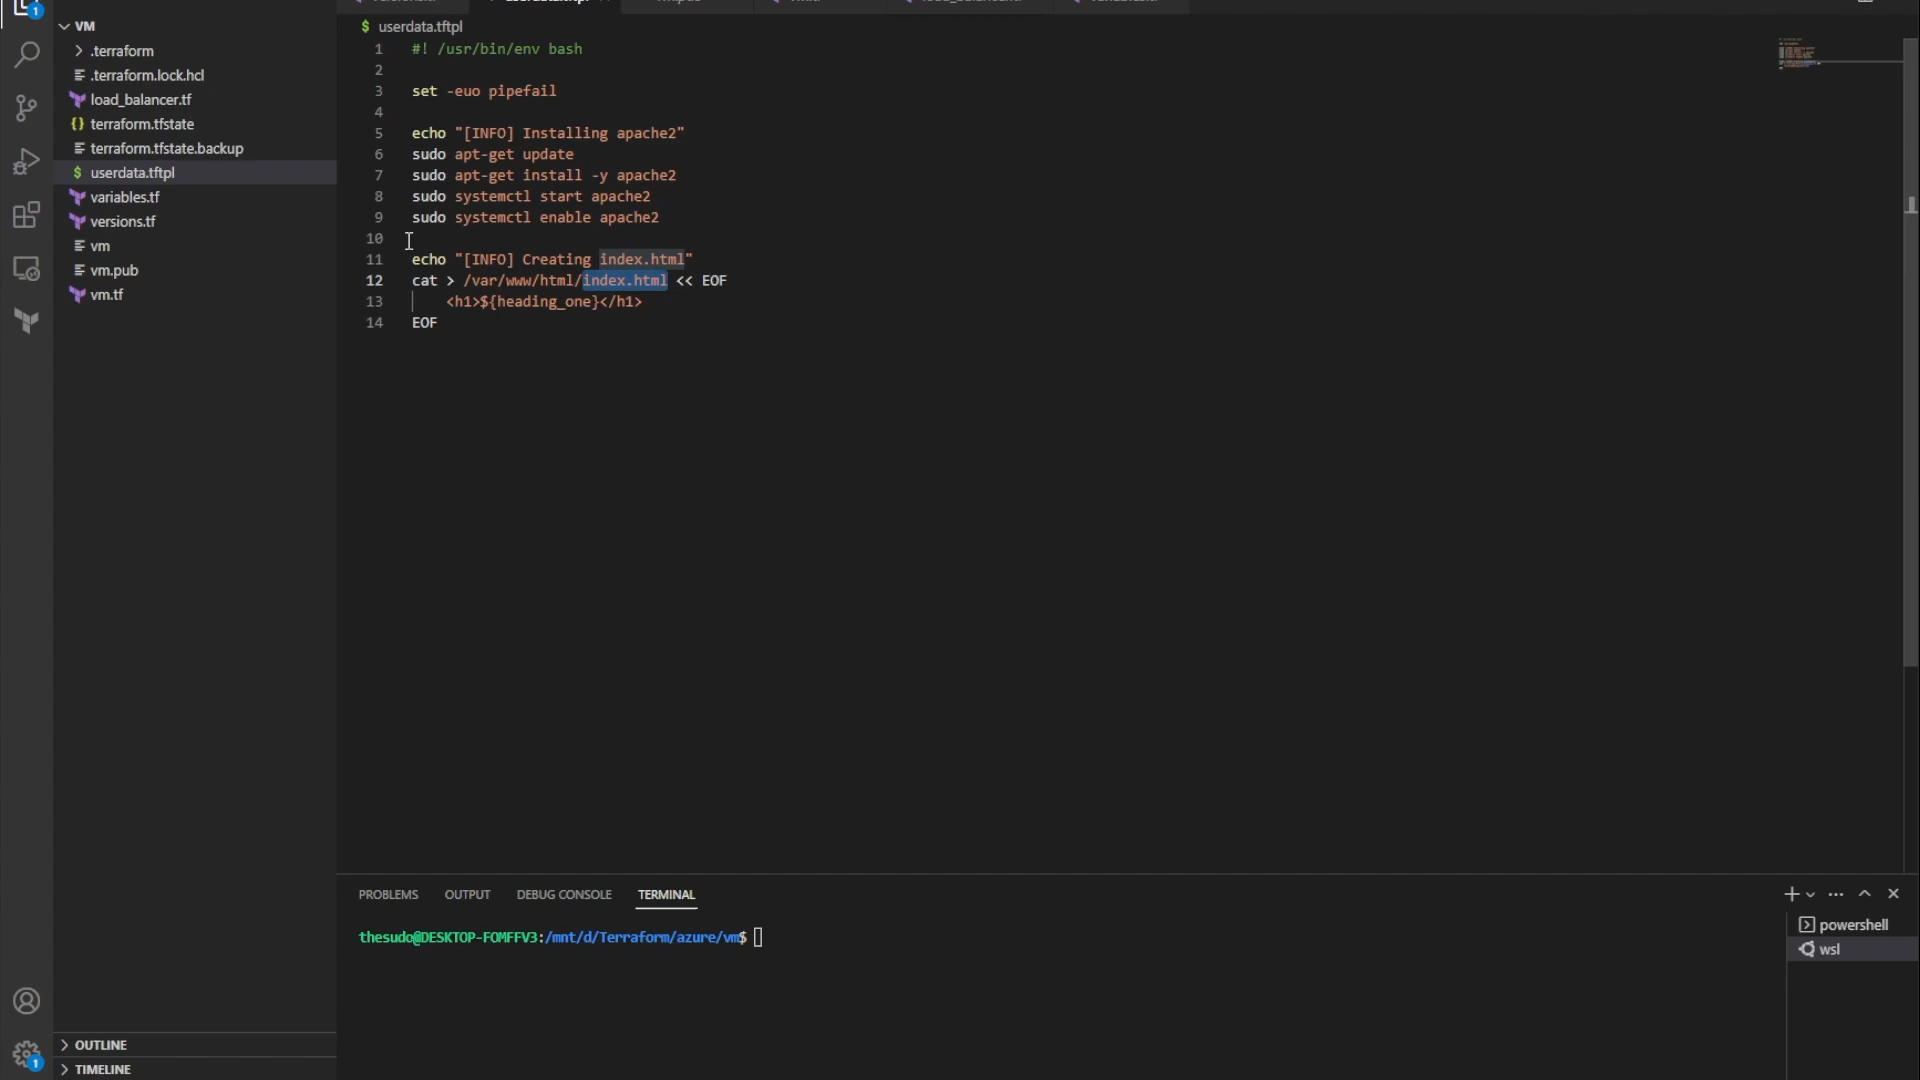 1
VM
.terraform
.terraform.lock.hcl
load_balancer.tf
terraform.tfstate
terraform.tfstate.backup
userdata.tftpl
variables.tf
versions.tf
vm
vm.pub
vm.tf
OUTLINE
TIMELINE
1
$ userdata.tftpl
1 #! /usr/bin/env bash
2
3 set -euo pipefail
4
5 echo "[INFO] Installing apache2"
6 sudo apt-get update
7 sudo apt-get install -y apache2
8 sudo systemctl start apache2
9 sudo systemctl enable apache2
10
11 echo "[INFO] Creating index.html"
12 cat > /var/www/html/index.html << EOF
13 <h1>${heading_one}</h1>
14 EOF
PROBLEMS OUTPUT DEBUG CONSOLE TERMINAL
thesudo@DESKTOP-FOMFFV3:/mnt/d/Terraform/azure/vm$
powershell
wsl